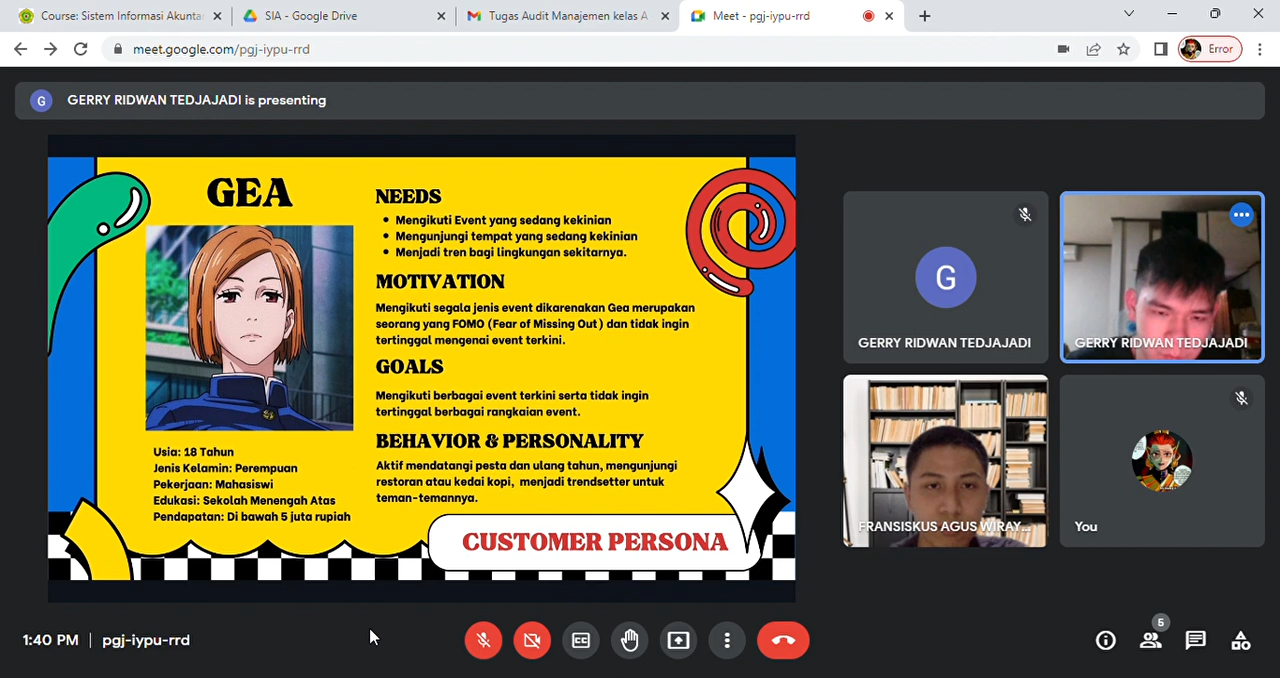 Course: Sistem Informasi Akunta
SIA - Google Drive
Tugas Audit Manajemen kelas A
Meet - pgj-iypu-rrd
meet.google.com/pgj-iypu-rrd
Error
G
GERRY RIDWAN TEDJAJADI is presenting
GEA
Usia: 18 Tahun
Jenis Kelamin: Perempuan
Pekerjaan: Mahasiswi
Edukasi: Sekolah Menengah Atas
Pendapatan: Di bawah 5 juta rupiah
NEEDS
• Mengikuti Event yang sedang kekinian
• Mengunjungi tempat yang sedang kekinian
• Menjadi tren bagi lingkungan sekitarnya.
MOTIVATION
Mengikuti segala jenis event dikarenakan Gea merupakan
seorang yang FOMO (Fear of Missing Out) dan tidak ingin
tertinggal mengenai event terkini.
GOALS
Mengikuti berbagai event terkini serta tidak ingin
tertinggal berbagai rangkaian event.
BEHAVIOR & PERSONALITY
Aktif mendatangi pesta dan ulang tahun, mengunjungi
restoran atau kedai kopi, menjadi trendsetter untuk
teman-temannya.
CUSTOMER PERSONA
G
GERRY RIDWAN TEDJAJADI
GERRY RIDWAN TEDJAJADI
FRANSISKUS AGUS WIRAY...
You
1:40 PM | pgj-iypu-rrd
5